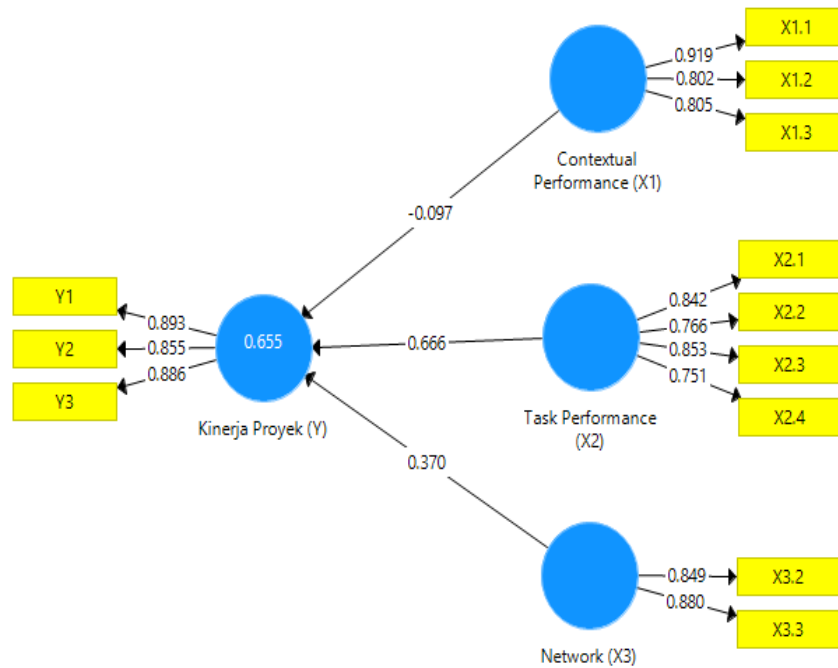 X1.1
0.919
X1.2
0.802
0.805
X1.3
Contextual
Performance (X1)
-0.097
X2.1
0.842
X2.2
0.766
0.853
X2.3
0.751
X2.4
Task Performance
(X2)
0.666
Y1
0.893
Y2
0.855
0.886
Y3
0.655
Kinerja Proyek (Y)
0.370
0.849
X3.2
0.880
X3.3
Network (X3)